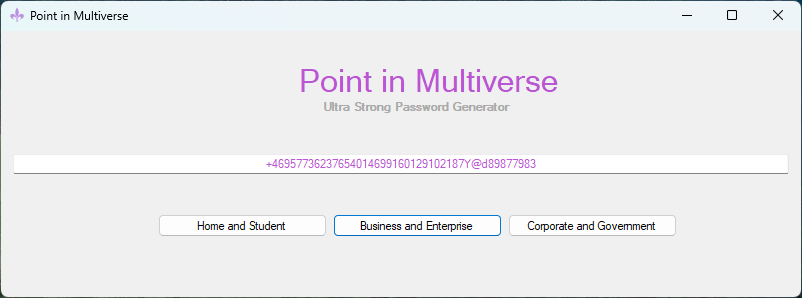 Point in Multiverse
Point in Multiverse
Ultra Strong Password Generator
+46957736237654014699160129102187Y@d89877983
Home and Student
Business and Enterprise
Corporate and Government